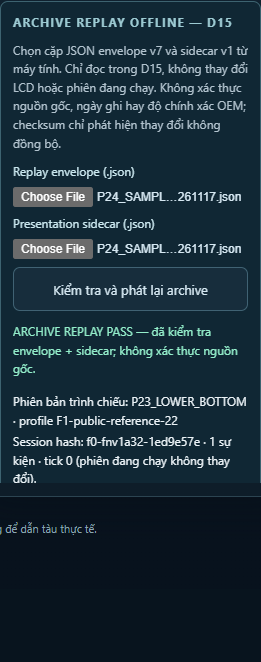 ARCHIVE REPLAY OFFLINE — D15
Chọn cặp JSON envelope v7 và sidecar v1 từ
máy tính. Chỉ đọc trong D15, không thay đổi
LCD hoặc phiên đang chạy. Không xác thực
nguồn gốc, ngày ghi hay độ chính xác OEM;
checksum chỉ phát hiện thay đổi không
đồng bộ.
Replay envelope (.json)
Choose File P24_SAMPL...261117.json
Presentation sidecar (.json)
Choose File P24_SAMPL...261117.json
Kiểm tra và phát lại archive
ARCHIVE REPLAY PASS — đã kiểm tra
envelope + sidecar; không xác thực nguồn
gốc.
Phiên bản trình chiếu: P23_LOWER_BOTTOM
· profile F1-public-reference-22
Session hash: f0-fnv1a32-1ed9e57e · 1 sự
kiện · tick 0 (phiên đang chạy không thay
đổi).
để dẫn tàu thực tế.